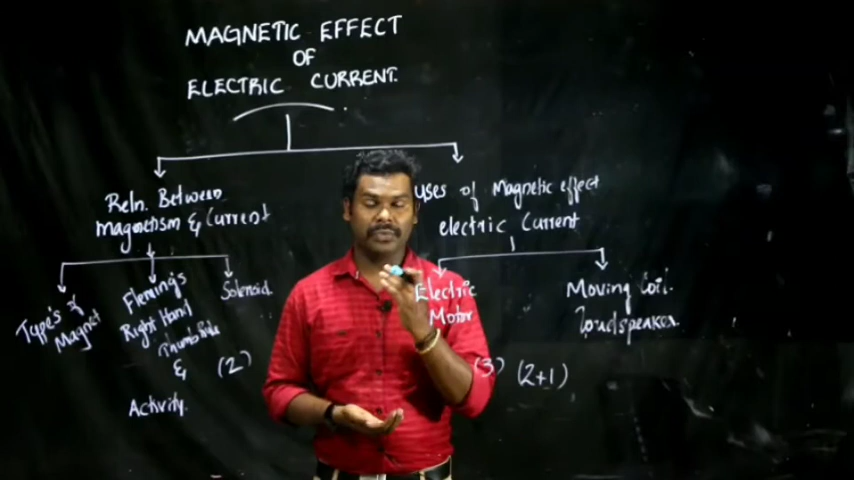 MAGNETIC EFFECT
OF
ELECTRIC CURRENT.
Reln. Between
magnetism & Current
uses of Magnetic effect
electric Current
Type's of
Magnet
Fleming's
Right Hand
Thumb Rule
&
Activity.
Solenoid.
(2)
Electric
Motor
(3) (2+1)
Moving Coil.
loudspeaker.